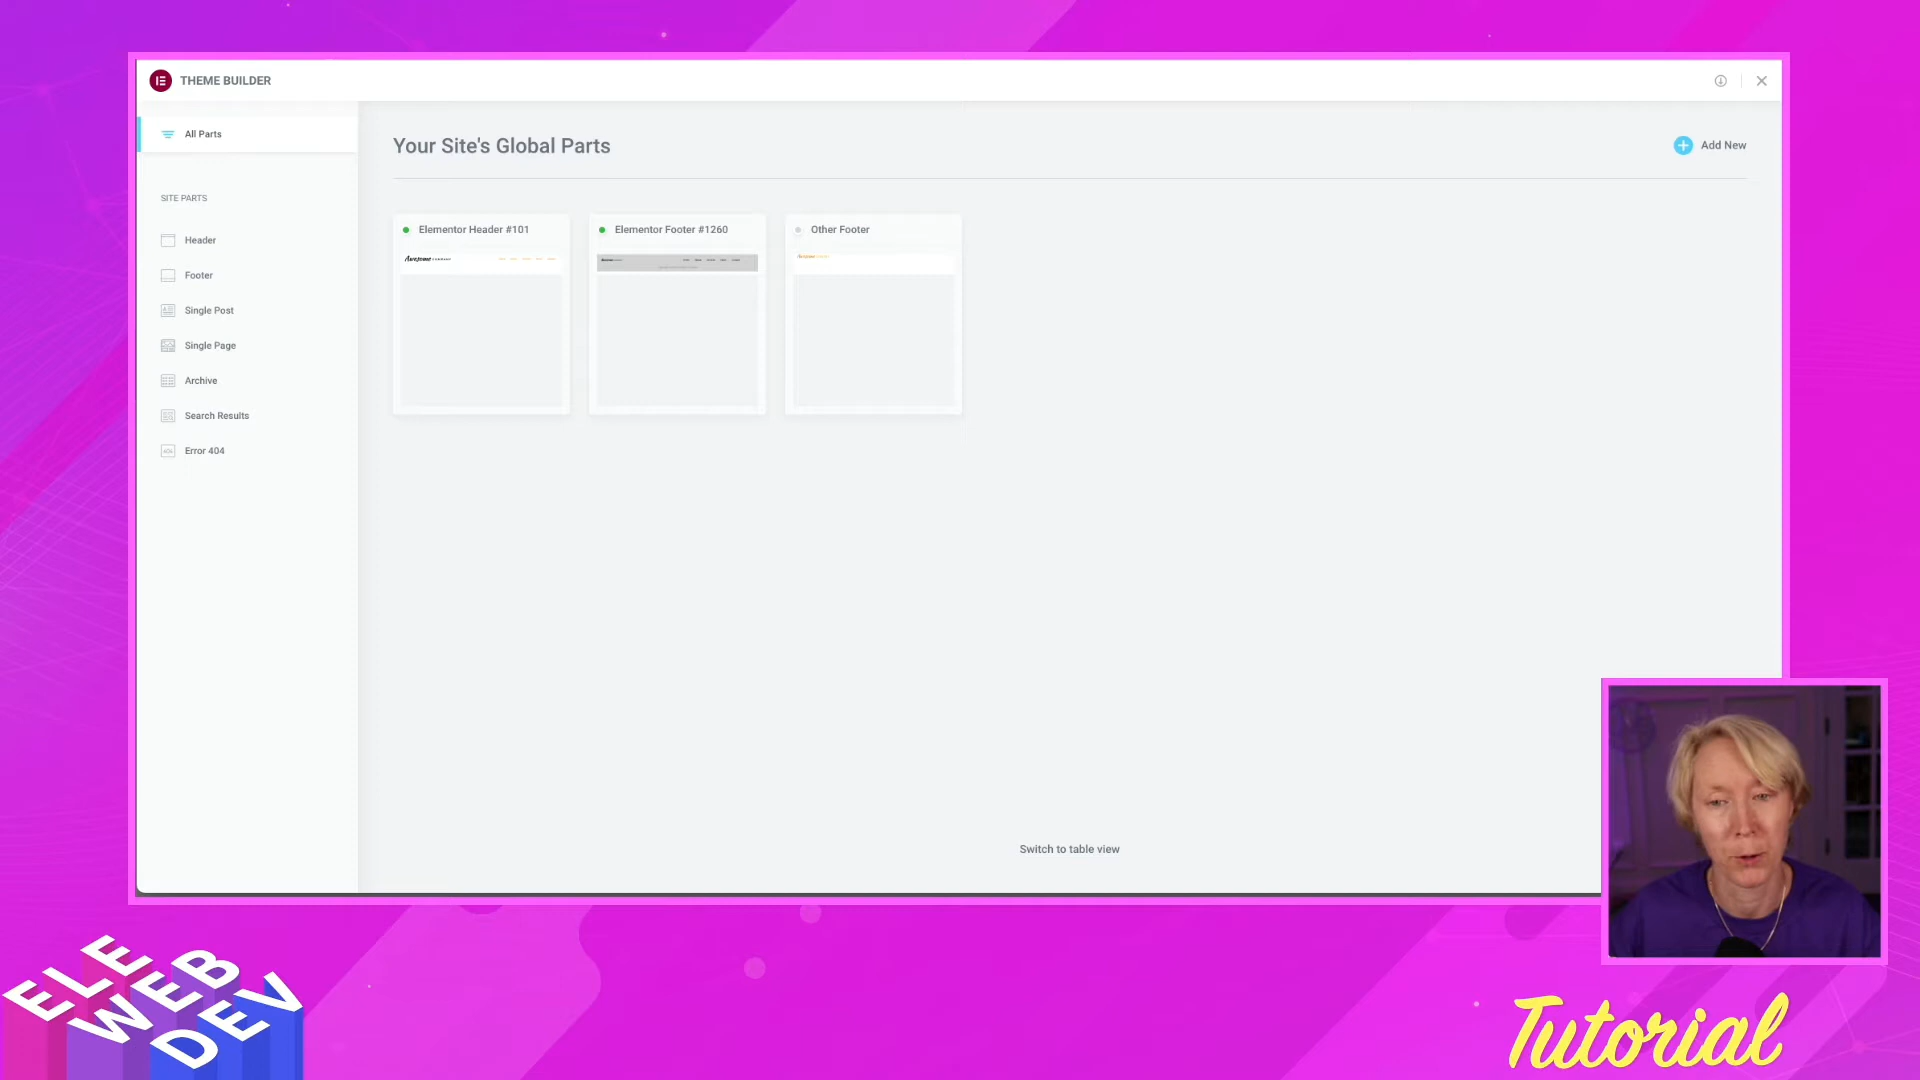 THEME BUILDER
All Parts
Your Site's Global Parts
Add New
SITE PARTS
Header
Footer
Single Post
Single Page
Archive
Search Results
Error 404
Elementor Header #101
Elementor Footer #1260
Other Footer
Awesome
Switch to table view
ELE
WEB
DEV
Tutorial